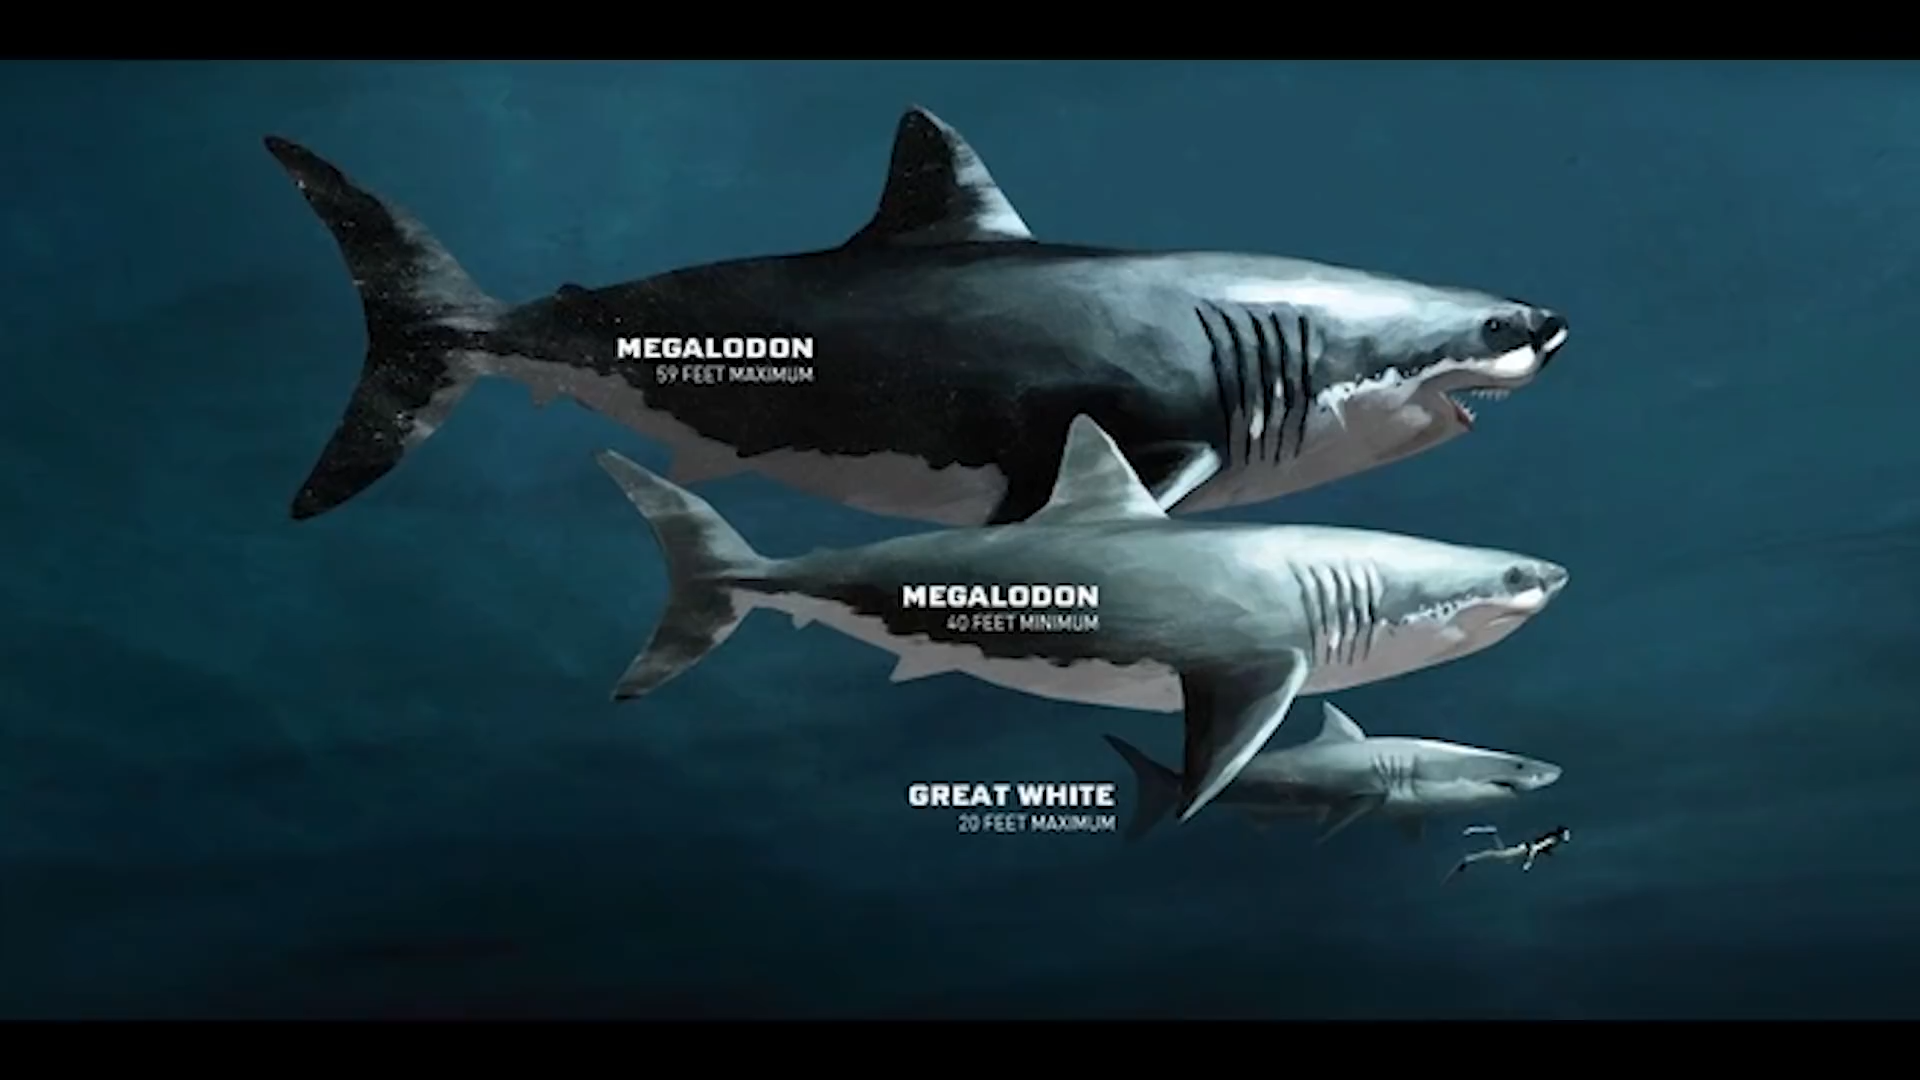 MEGALODON
59 FEET MAXIMUM
MEGALODON
40 FEET MINIMUM
GREAT WHITE
20 FEET MAXIMUM